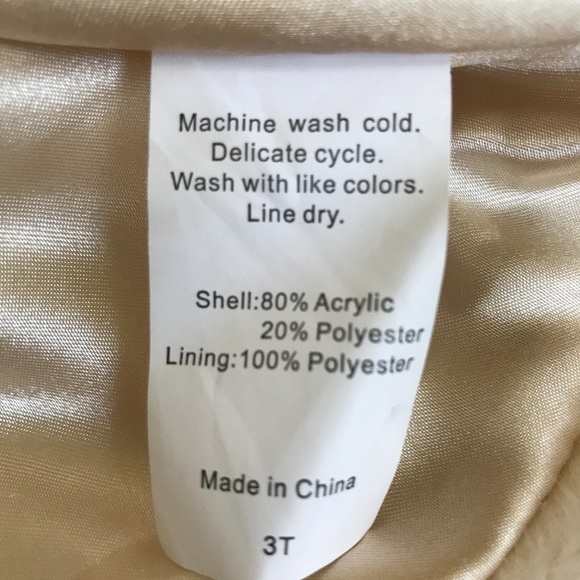 Machine wash cold.
Delicate cycle.
Wash with like colors.
Line dry.
Shell:80% Acrylic
20% Polyester
Lining:100% Polyester
Made in China
3T